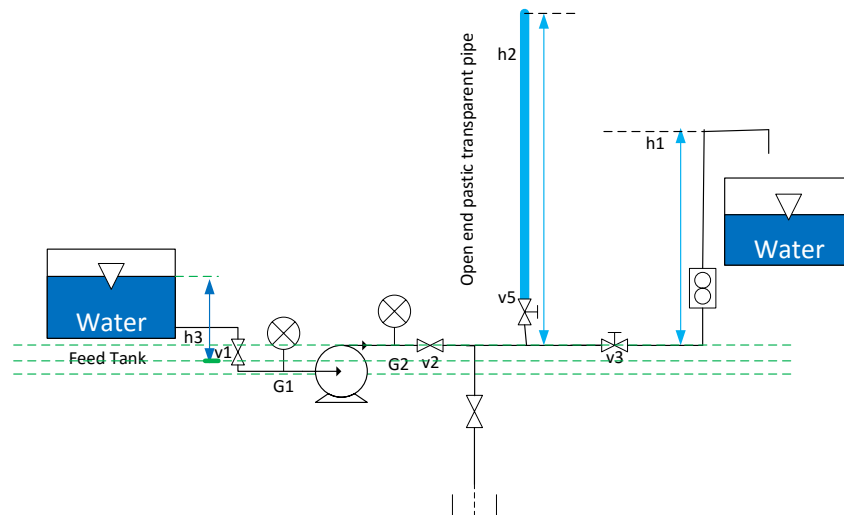 h2
Open end pastic transparent pipe
h1
Water
v5
Water
h3
v1
Feed Tank
G1
G2
v2
v3